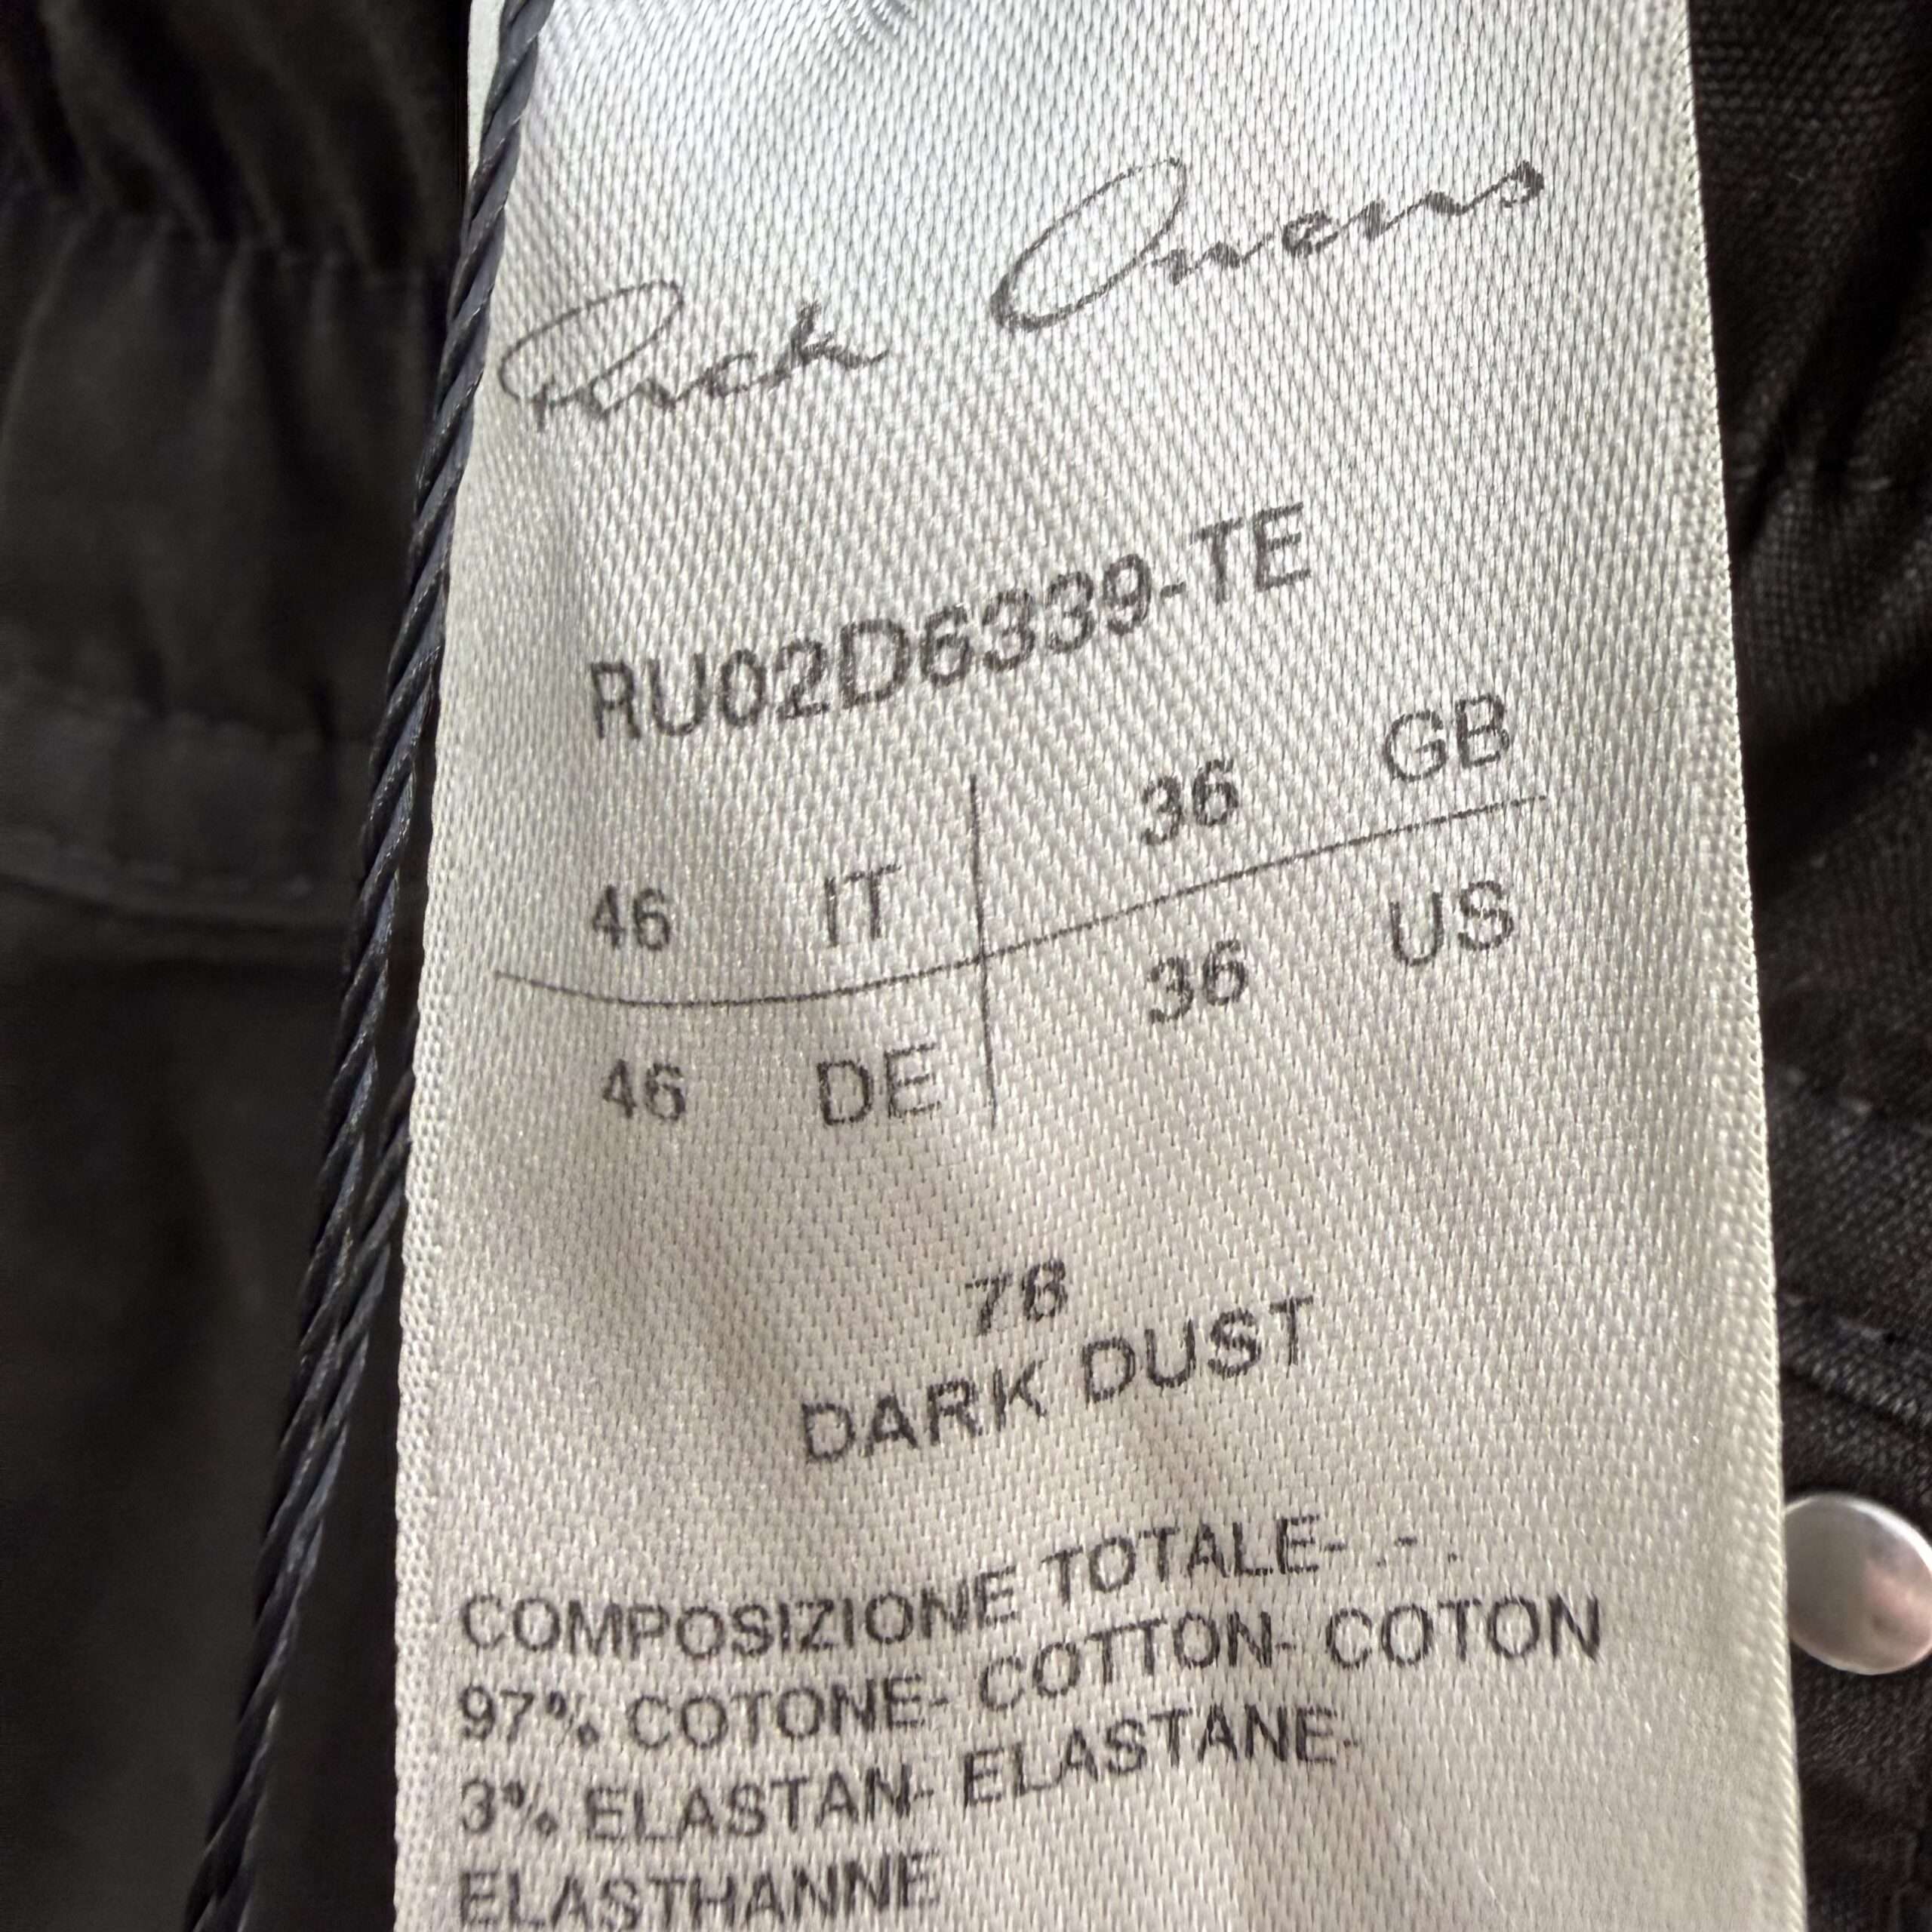 Rick Owens
RU02D6339-TE
46 IT 36 GB
46 DE 36 US
78
DARK DUST
COMPOSIZIONE TOTALE- .- .
97% COTONE- COTTON- COTON
3% ELASTAN- ELASTANE-
ELASTHANNE